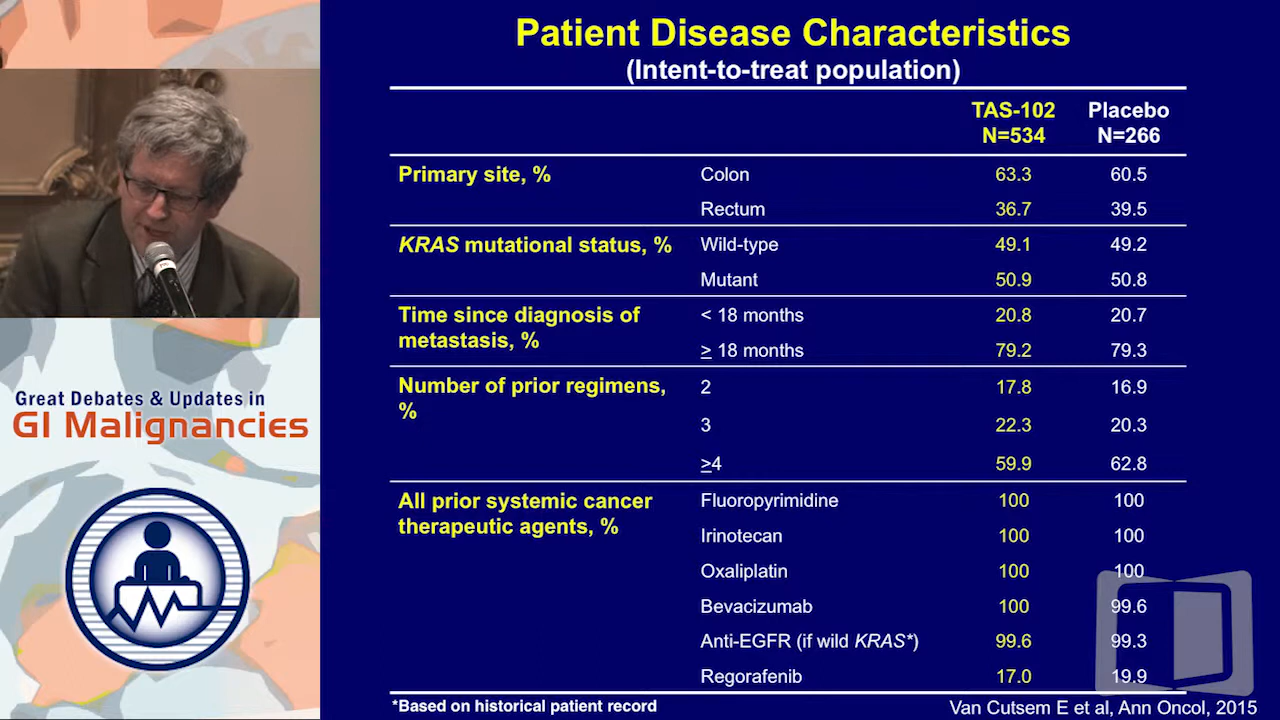 Patient Disease Characteristics
(Intent-to-treat population)
TAS-102 Placebo
N=534 N=266
Primary site, % Colon 63.3 60.5
Rectum 36.7 39.5
KRAS mutational status, % Wild-type 49.1 49.2
Mutant 50.9 50.8
Time since diagnosis of metastasis, % < 18 months 20.8 20.7
≥ 18 months 79.2 79.3
Number of prior regimens, % 2 17.8 16.9
3 22.3 20.3
≥4 59.9 62.8
All prior systemic cancer therapeutic agents, % Fluoropyrimidine 100 100
Irinotecan 100 100
Oxaliplatin 100 100
Bevacizumab 100 99.6
Anti-EGFR (if wild KRAS*) 99.6 99.3
Regorafenib 17.0 19.9
*Based on historical patient record
Van Cutsem E et al, Ann Oncol, 2015
Great Debates & Updates in
GI Malignancies